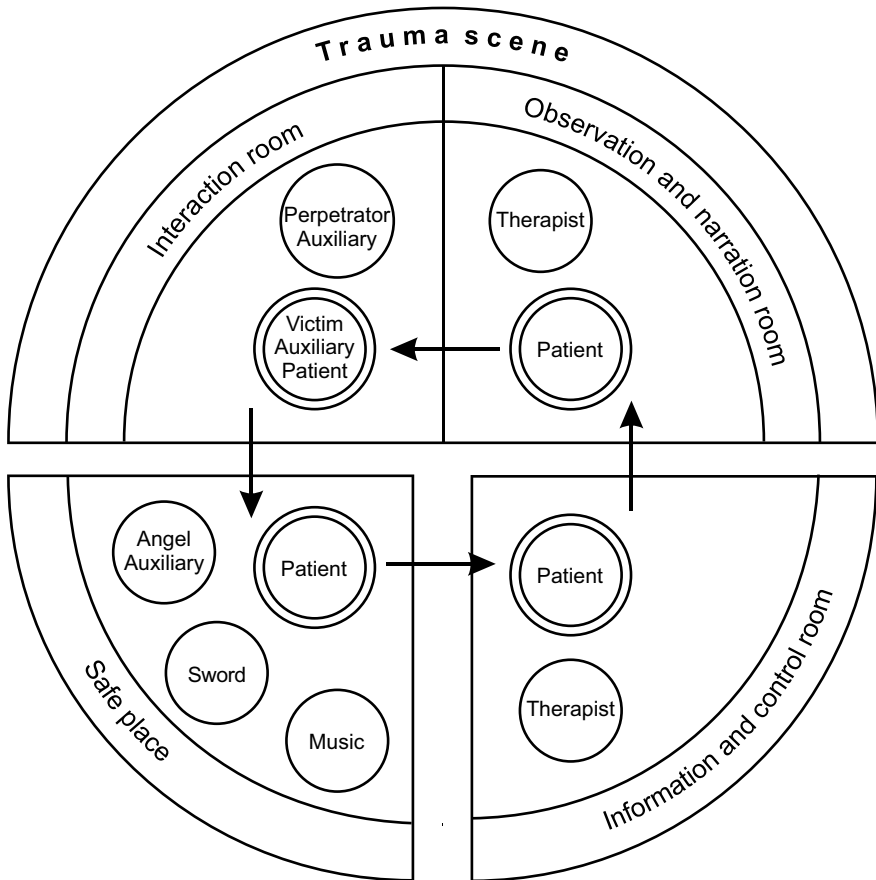 Trauma scene
Interaction room
Observation and narration room
Perpetrator
Auxiliary
Therapist
Victim
Auxiliary
Patient
Patient
Angel
Auxiliary
Patient
Patient
Sword
Therapist
Music
Safe place
Information and control room